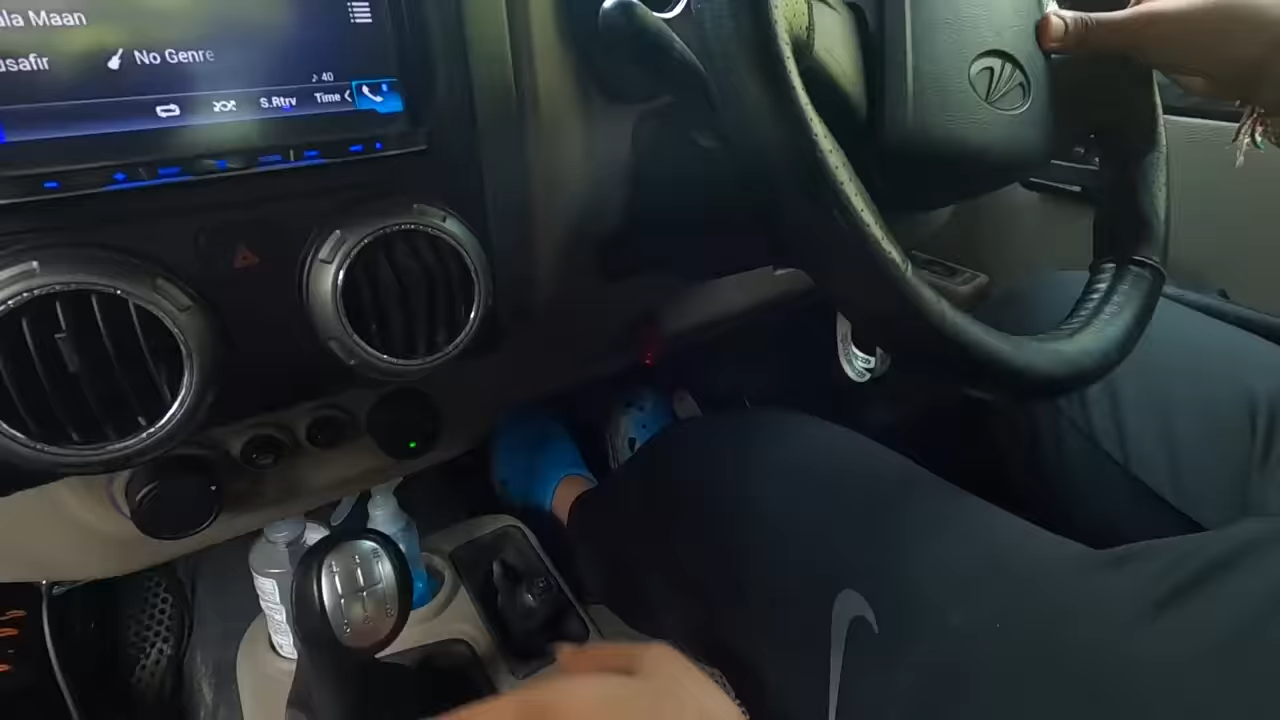 ala Maan
usafir
No Genre
♪ 40
S.Rtrv
Time